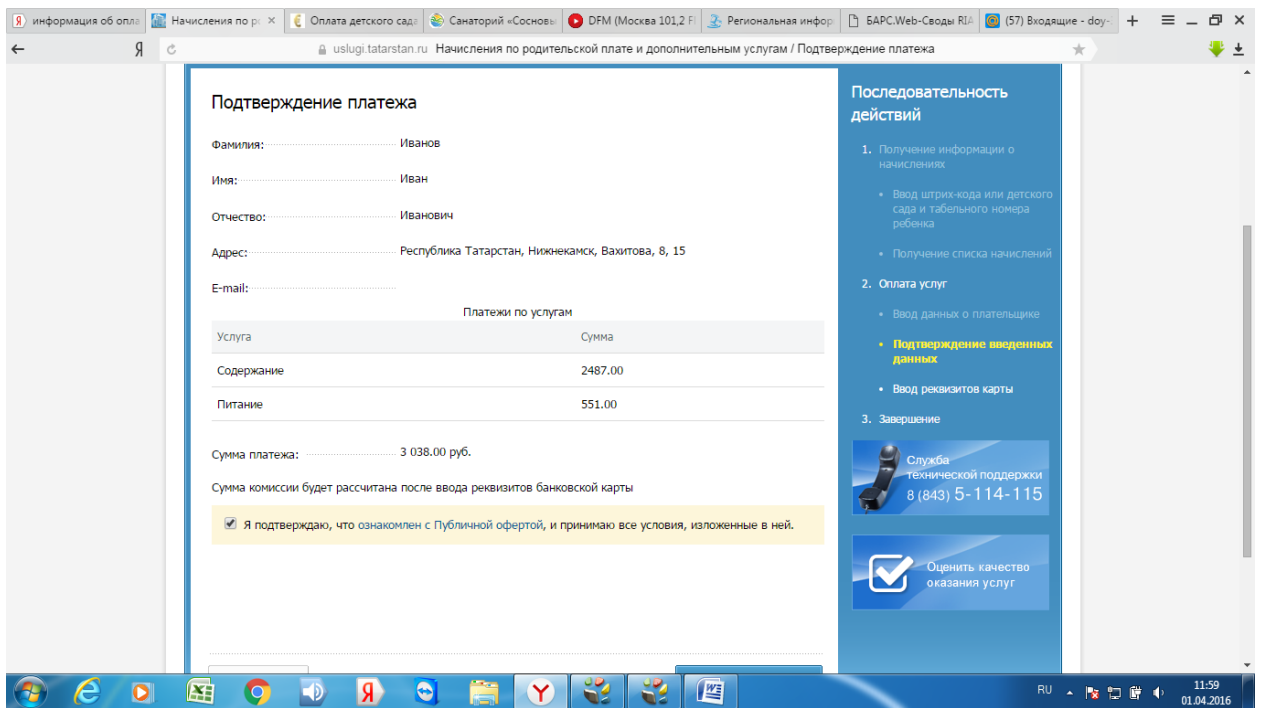 информация об опла
Начисления по ро
Оплата детского сада
Санаторий «Соснов
DFM (Москва 101,2 F
Региональная инфор
БАРС.Web-Своды RIA
(57) Входящие - doy-
Я uslugi.tatarstan.ru Начисления по родительской плате и дополнительным услугам / Подтверждение платежа
Подтверждение платежа
Фамилия: Иванов
Имя: Иван
Отчество: Иванович
Адрес: Республика Татарстан, Нижнекамск, Вахитова, 8, 15
E-mail:
Платежи по услугам
Услуга Сумма
Содержание 2487.00
Питание 551.00
Сумма платежа: 3 038.00 руб.
Сумма комиссии будет рассчитана после ввода реквизитов банковской карты
Я подтверждаю, что ознакомлен с Публичной офертой, и принимаю все условия, изложенные в ней.
Последовательность
действий
1. Получение информации о
начислениях
• Ввод штрих-кода или детского
сада и табельного номера
ребенка
• Получение списка начислений
2. Оплата услуг
• Ввод данных о плательщике
• Подтверждение введенных
данных
• Ввод реквизитов карты
3. Завершение
Служба
технической поддержки
8 (843) 5-114-115
Оценить качество
оказания услуг
RU
11:59
01.04.2016